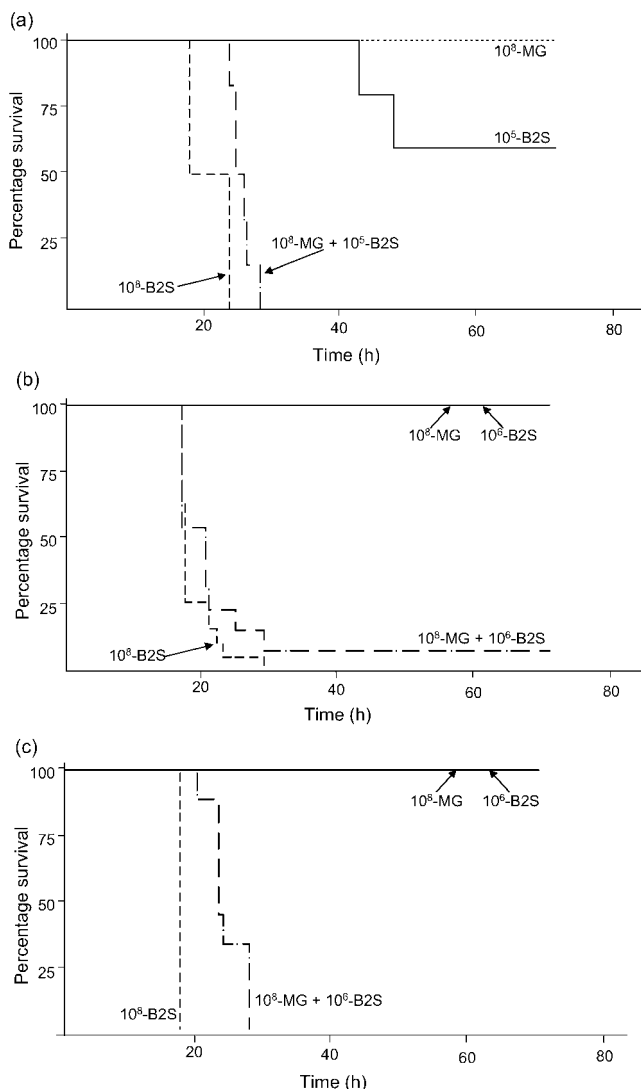 (a)
100
75
50
25
Percentage survival
10⁸-MG
10⁵-B2S
10⁸-MG + 10⁵-B2S
10⁸-B2S
20
40
60
80
Time (h)
(b)
100
75
50
25
Percentage survival
10⁸-MG
10⁶-B2S
10⁸-MG + 10⁶-B2S
10⁸-B2S
20
40
60
80
Time (h)
(c)
100
75
50
25
Percentage survival
10⁸-MG
10⁶-B2S
10⁸-B2S
10⁸-MG + 10⁶-B2S
20
40
60
80
Time (h)